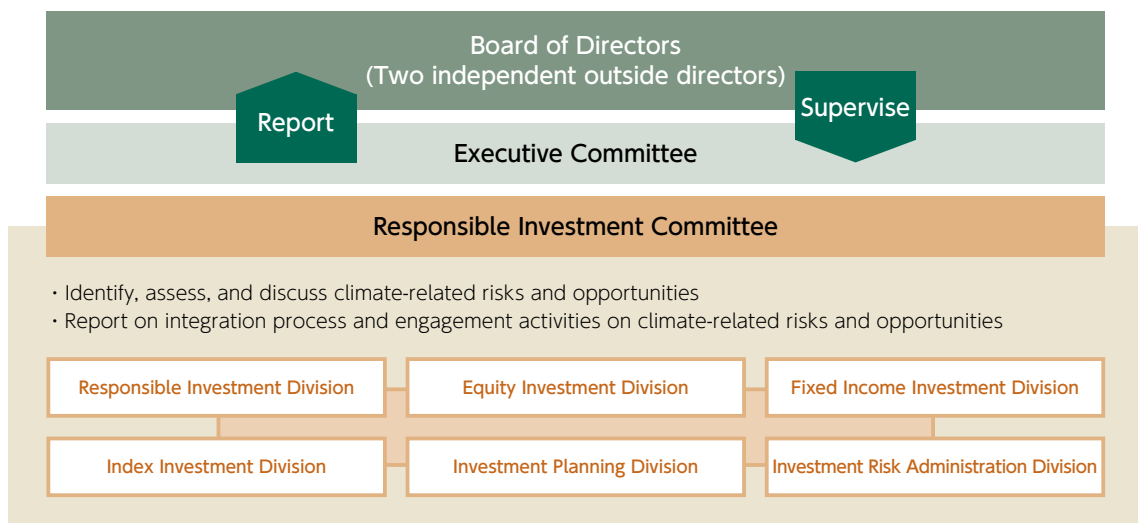 Board of Directors
(Two independent outside directors)
Report
Supervise
Executive Committee
Responsible Investment Committee
・Identify, assess, and discuss climate-related risks and opportunities
・Report on integration process and engagement activities on climate-related risks and opportunities
Responsible Investment Division
Equity Investment Division
Fixed Income Investment Division
Index Investment Division
Investment Planning Division
Investment Risk Administration Division